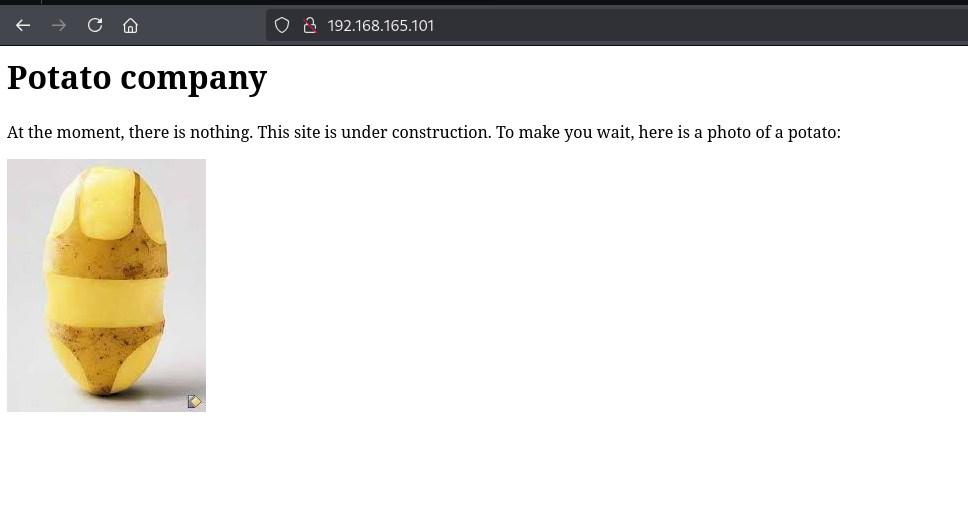 192.168.165.101
Potato company
At the moment, there is nothing. This site is under construction. To make you wait, here is a photo of a potato: